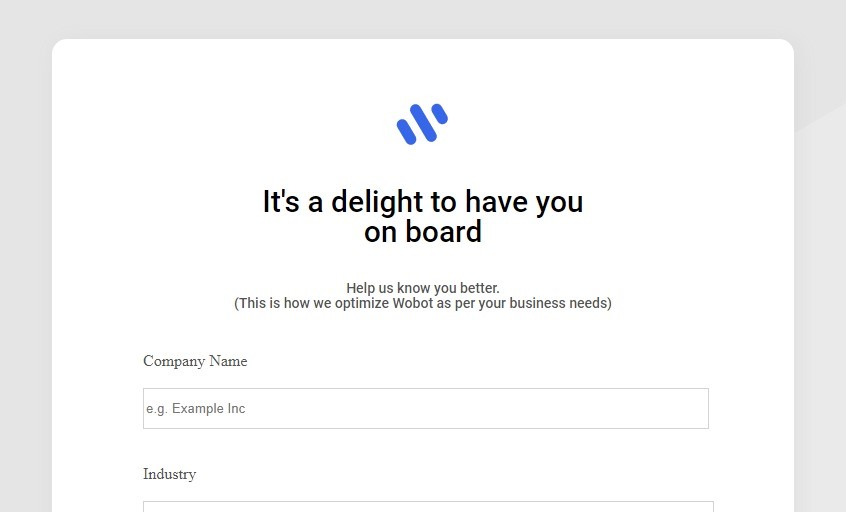 It's a delight to have you
on board
Help us know you better.
(This is how we optimize Wobot as per your business needs)
Company Name
e.g. Example Inc
Industry